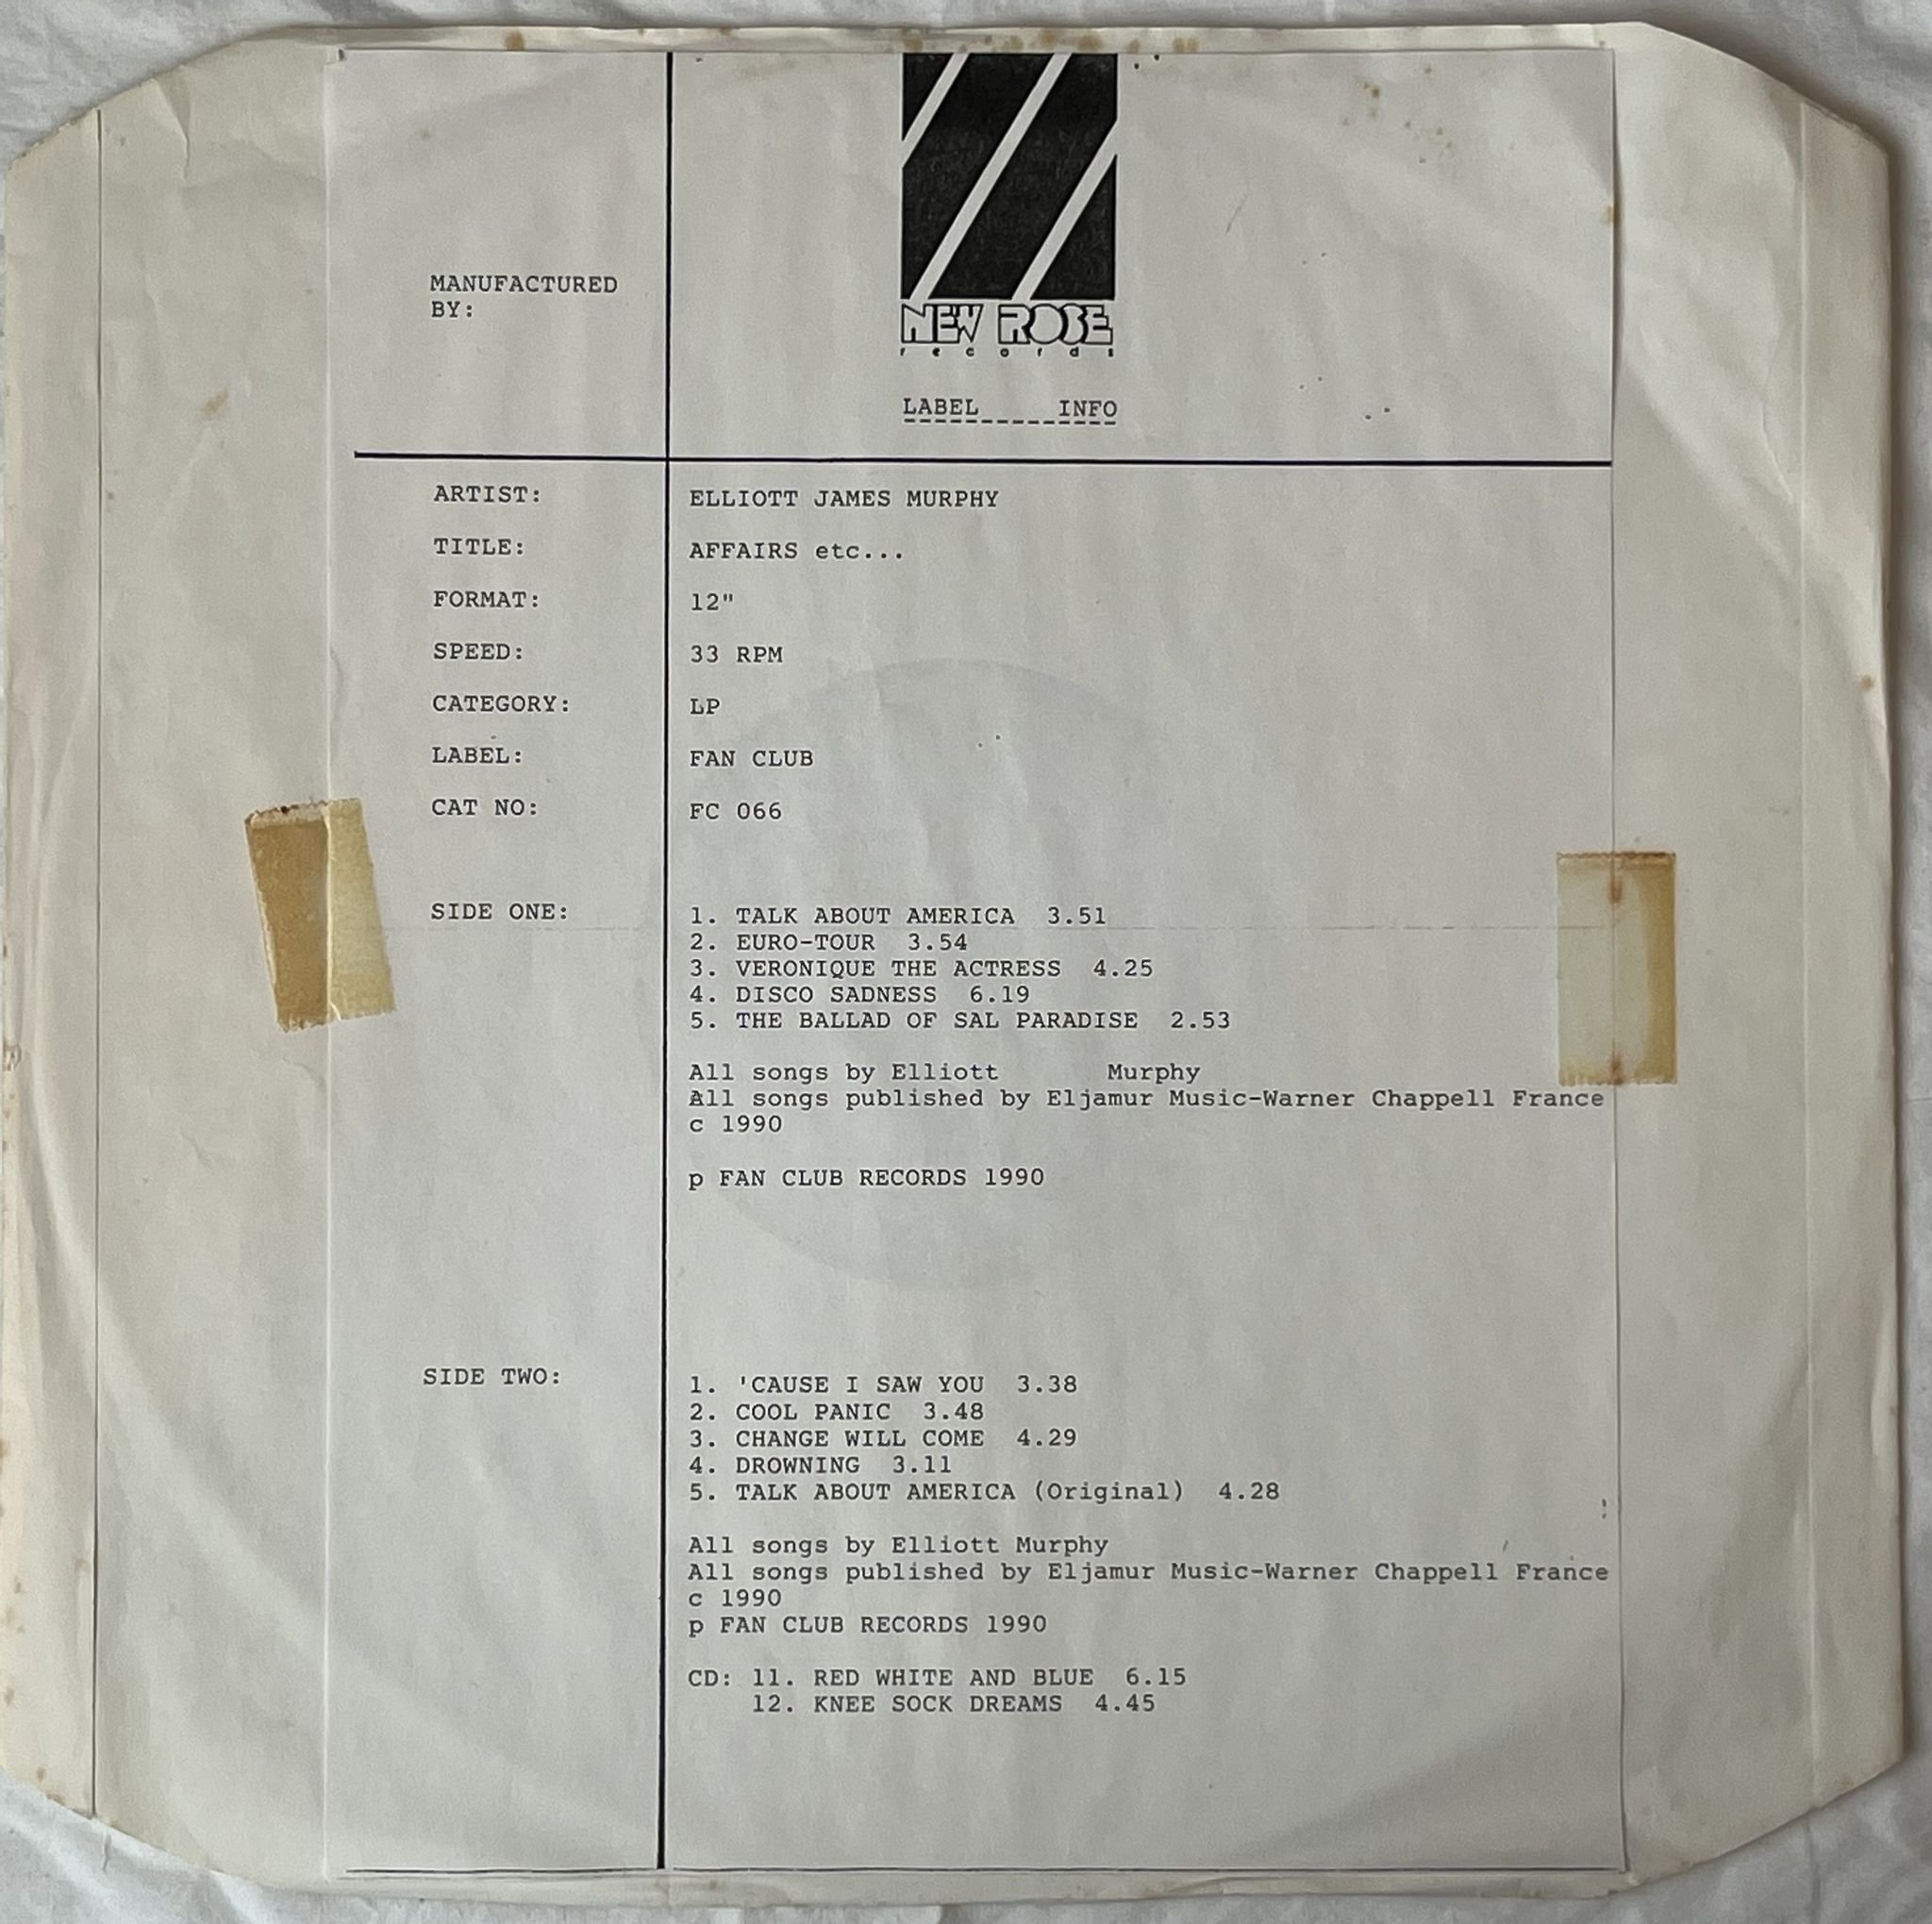 MANUFACTURED
BY:
NEW ROSE
records
LABEL INFO
ARTIST: ELLIOTT JAMES MURPHY
TITLE: AFFAIRS etc...
FORMAT: 12"
SPEED: 33 RPM
CATEGORY: LP
LABEL: FAN CLUB
CAT NO: FC 066
SIDE ONE: 1. TALK ABOUT AMERICA 3.51
2. EURO-TOUR 3.54
3. VERONIQUE THE ACTRESS 4.25
4. DISCO SADNESS 6.19
5. THE BALLAD OF SAL PARADISE 2.53
All songs by Elliott Murphy
All songs published by Eljamur Music-Warner Chappell France
c 1990
p FAN CLUB RECORDS 1990
SIDE TWO: 1. 'CAUSE I SAW YOU 3.38
2. COOL PANIC 3.48
3. CHANGE WILL COME 4.29
4. DROWNING 3.11
5. TALK ABOUT AMERICA (Original) 4.28
All songs by Elliott Murphy
All songs published by Eljamur Music-Warner Chappell France
c 1990
p FAN CLUB RECORDS 1990
CD: 11. RED WHITE AND BLUE 6.15
12. KNEE SOCK DREAMS 4.45